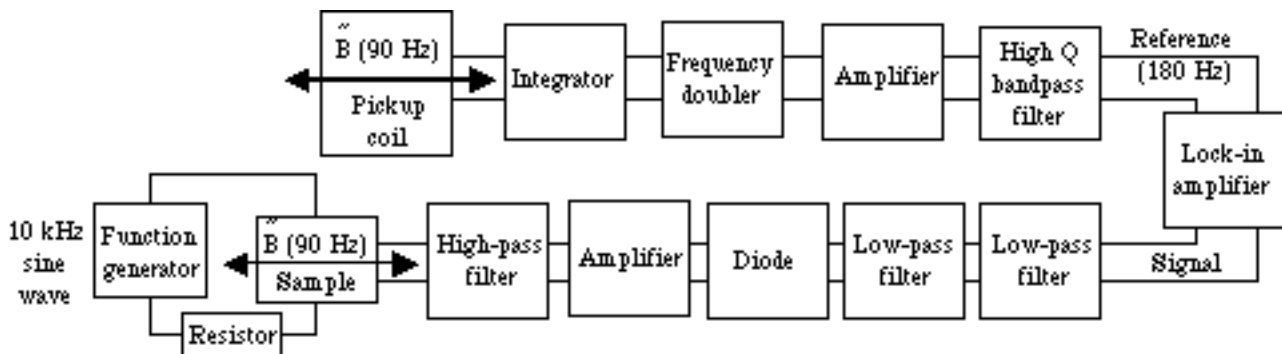 ~
B (90 Hz)
Pickup
coil
Integrator
Frequency
doubler
Amplifier
High Q
bandpass
filter
Reference
(180 Hz)
Lock-in
amplifier
10 kHz
sine
wave
Function
generator
~
B (90 Hz)
Sample
Resistor
High-pass
filter
Amplifier
Diode
Low-pass
filter
Low-pass
filter
Signal